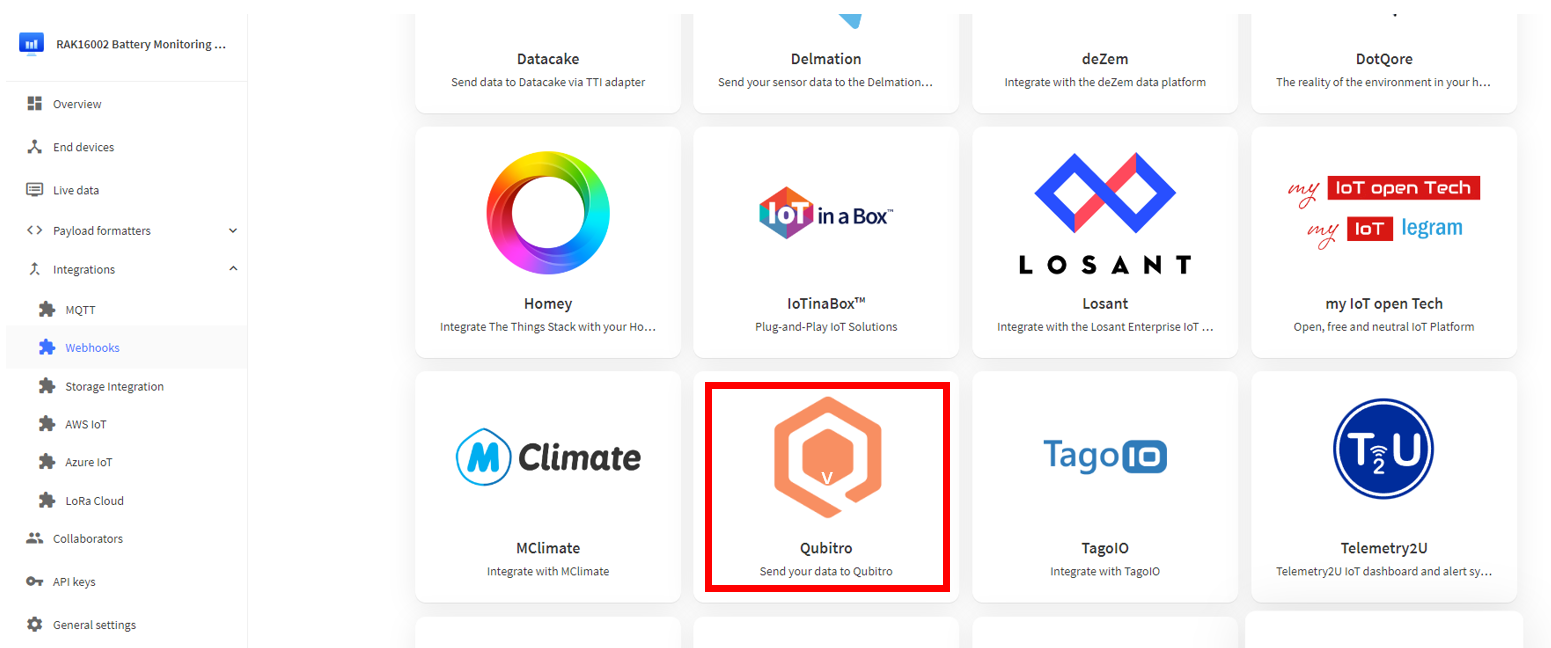 RAK16002 Battery Monitoring ...
Overview
End devices
Live data
Payload formatters
Integrations
MQTT
Webhooks
Storage Integration
AWS IoT
Azure IoT
LoRa Cloud
Collaborators
API keys
General settings
Datacake
Send data to Datacake via TTI adapter
Delmation
Send your sensor data to the Delmation...
deZem
Integrate with the deZem data platform
DotQore
The reality of the environment in your h...
Homey
Integrate The Things Stack with your Ho...
IoT in a Box™
IoTinaBox™
Plug-and-Play IoT Solutions
LOSANT
Losant
Integrate with the Losant Enterprise IoT ...
my IoT open Tech
my IoT legram
my IoT open Tech
Open, free and neutral IoT Platform
M Climate
MClimate
Integrate with MClimate
V
Qubitro
Send your data to Qubitro
Tago IO
TagoIO
Integrate with TagoIO
T2U
Telemetry2U
Telemetry2U IoT dashboard and alert sy...